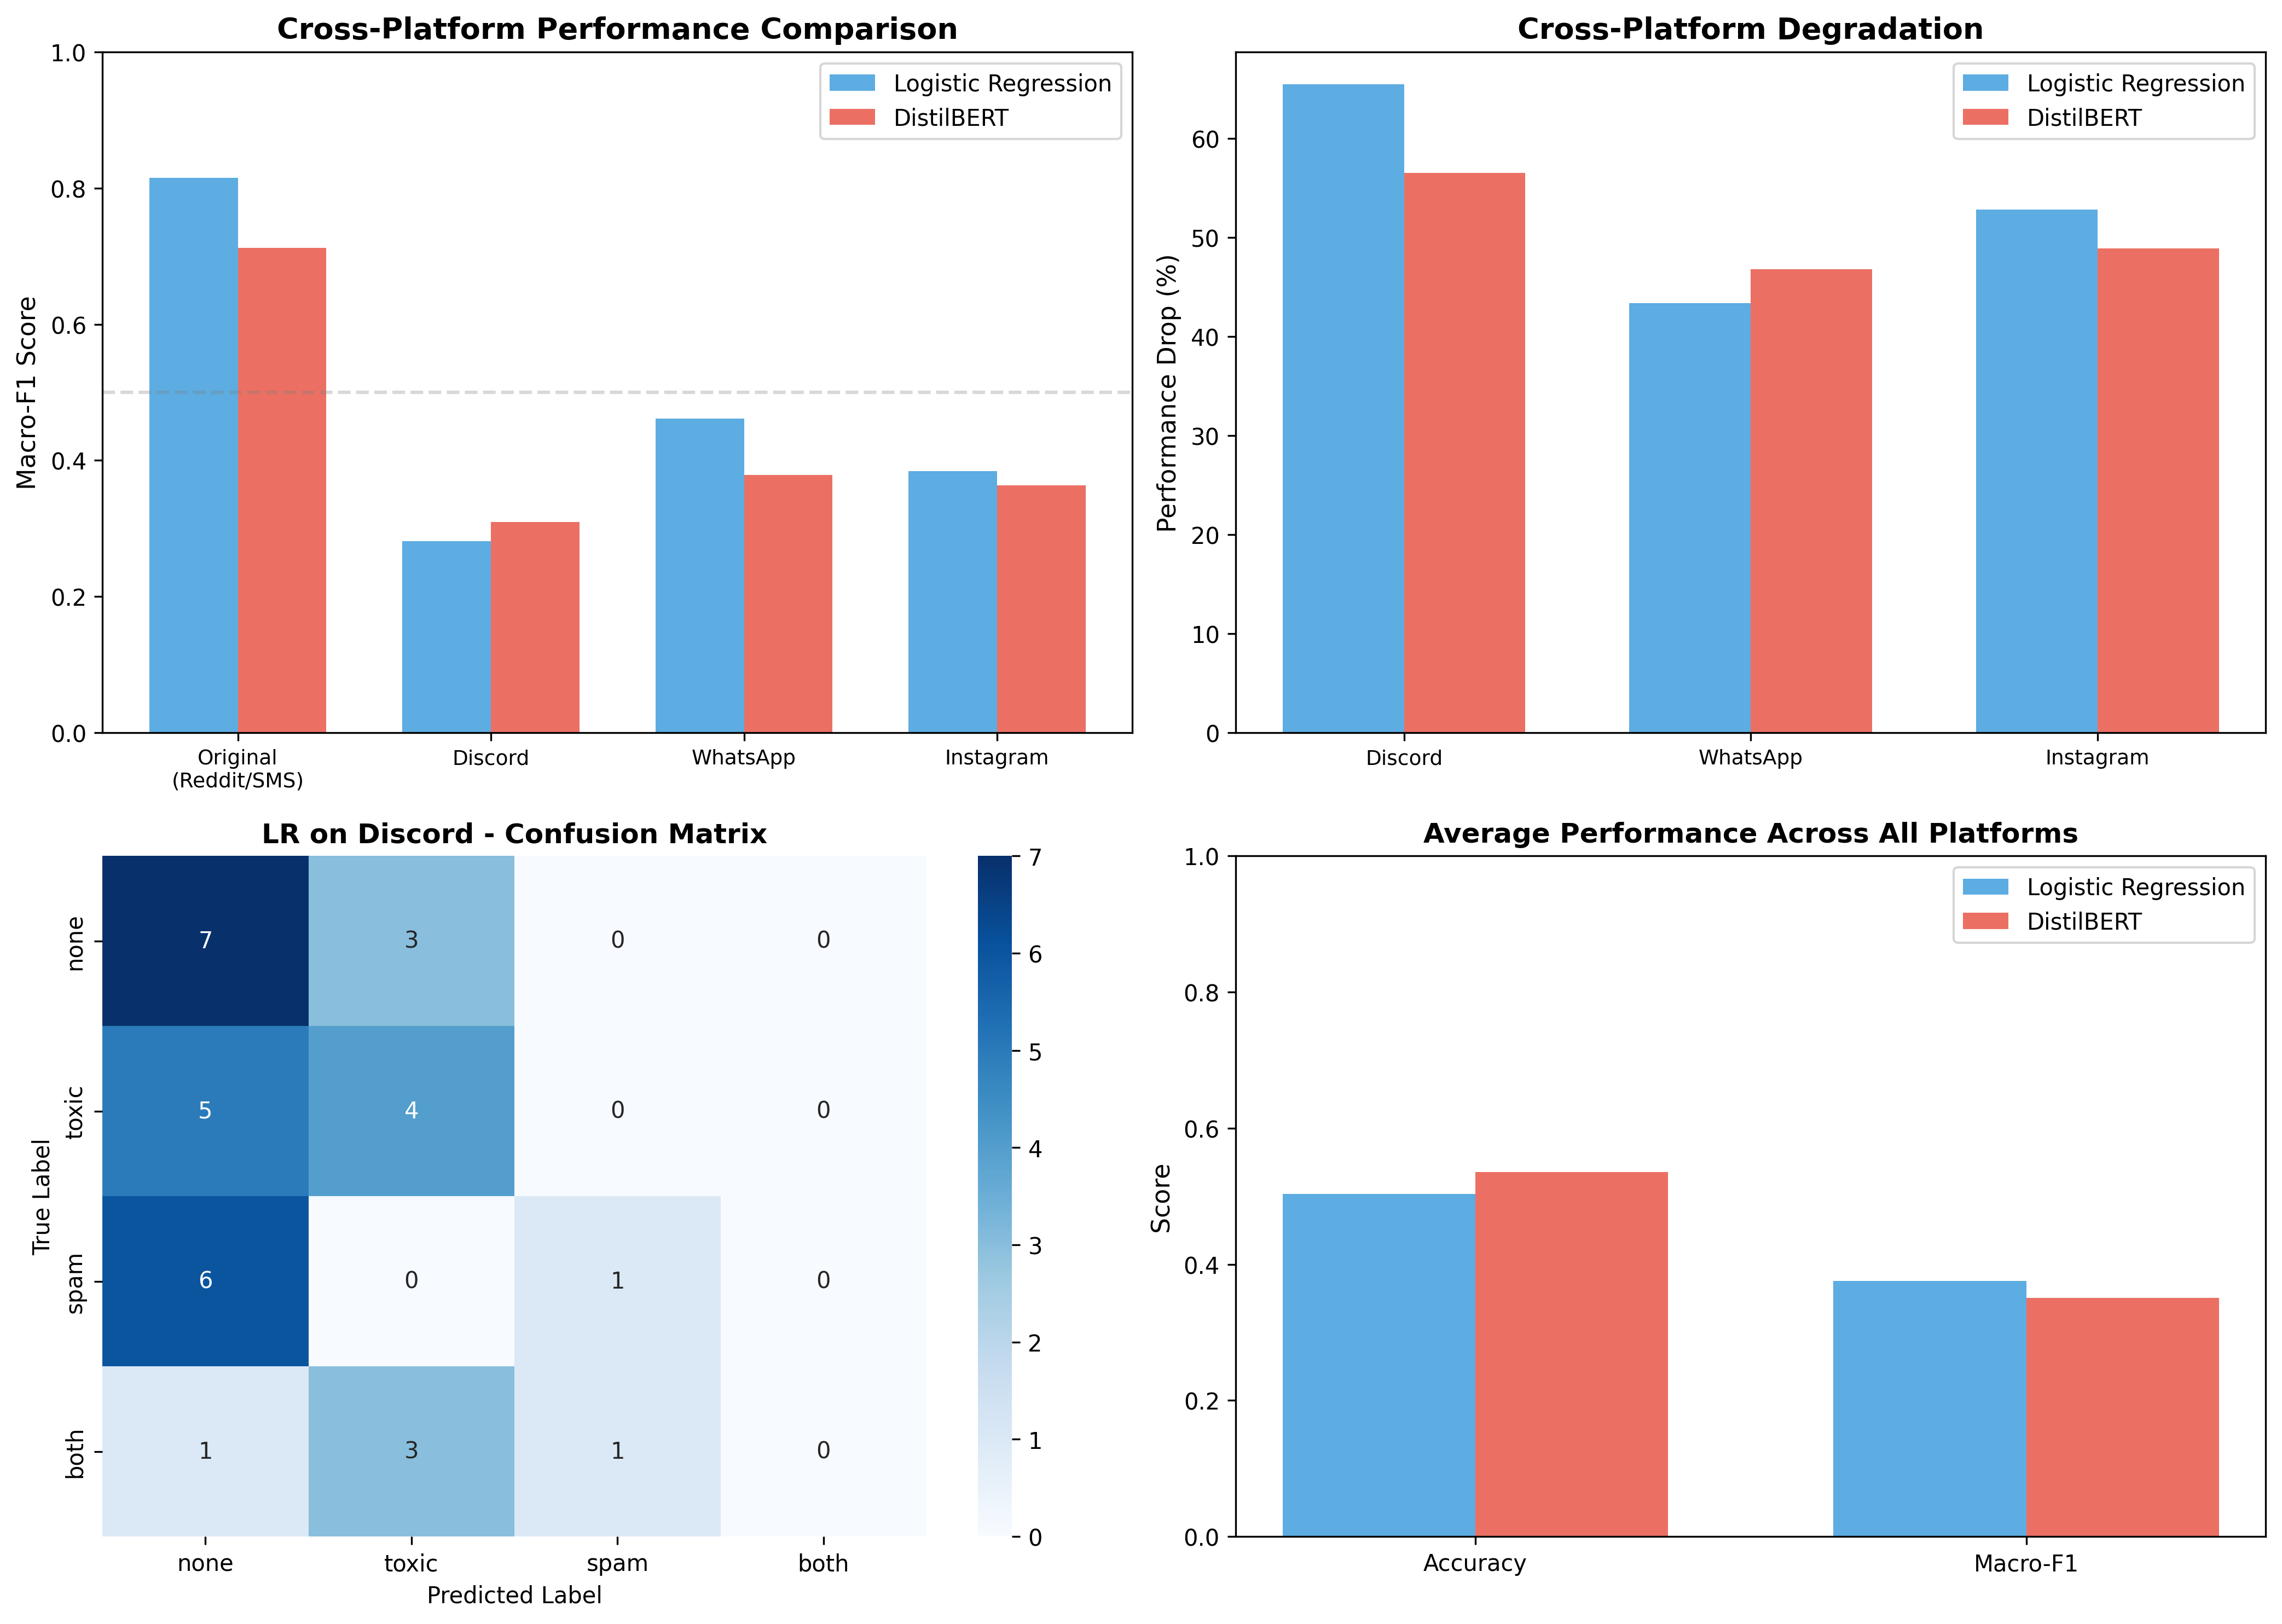 Cross-Platform Performance Comparison
Macro-F1 Score
1.0
0.8
0.6
0.4
0.2
0.0
Logistic Regression
DistilBERT
Original
(Reddit/SMS)
Discord
WhatsApp
Instagram
Cross-Platform Degradation
Performance Drop (%)
60
50
40
30
20
10
0
Logistic Regression
DistilBERT
Discord
WhatsApp
Instagram
LR on Discord - Confusion Matrix
True Label
none
toxic
spam
both
7 3 0 0
5 4 0 0
6 0 1 0
1 3 1 0
none
toxic
spam
both
Predicted Label
7
6
5
4
3
2
1
0
Average Performance Across All Platforms
Score
1.0
0.8
0.6
0.4
0.2
0.0
Logistic Regression
DistilBERT
Accuracy
Macro-F1